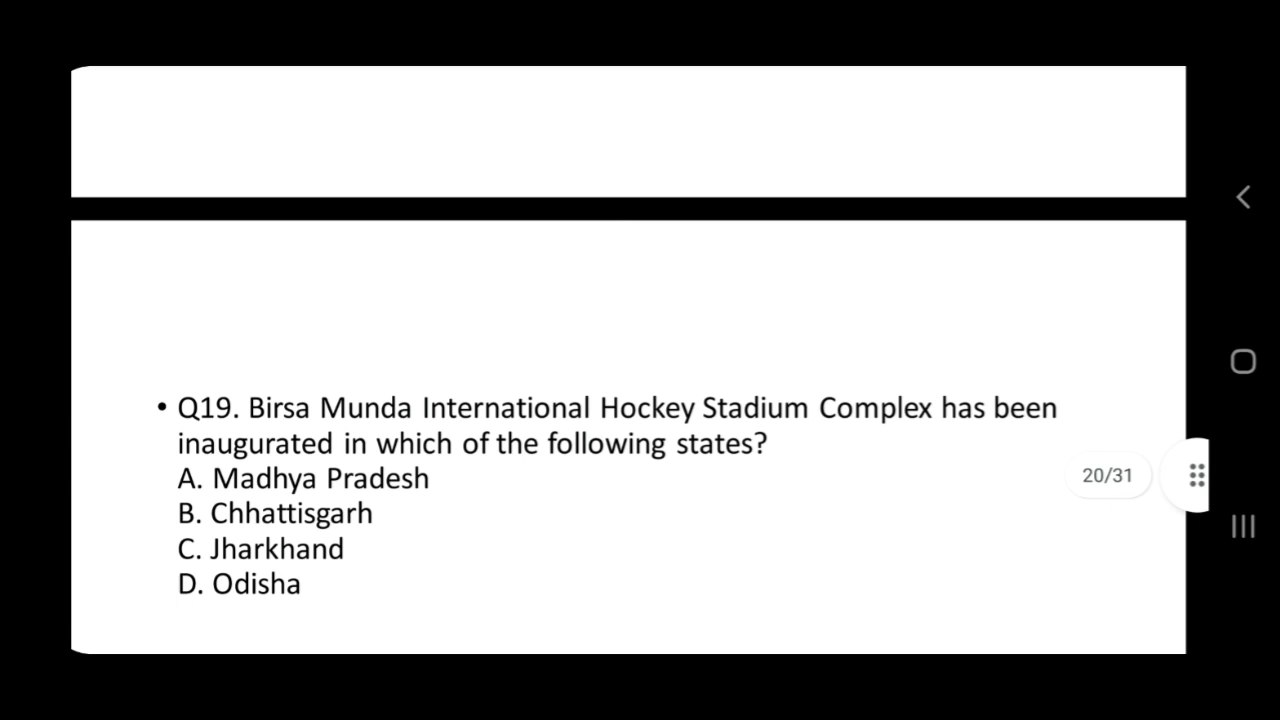 • Q19. Birsa Munda International Hockey Stadium Complex has been
inaugurated in which of the following states?
A. Madhya Pradesh
B. Chhattisgarh
C. Jharkhand
D. Odisha
20/31